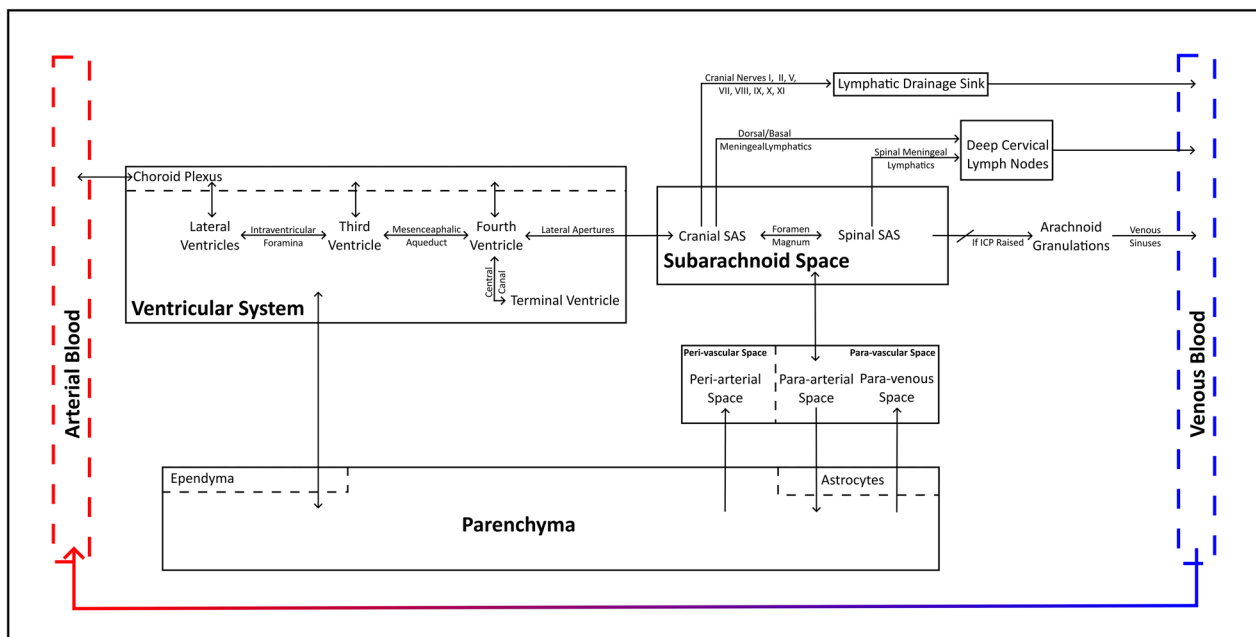 Cranial Nerves I, II, V,
VII, VIII, IX, X, XI
Lymphatic Drainage Sink
Dorsal/Basal
MeningealLymphatics
Spinal Meningeal
Lymphatics
Deep Cervical
Lymph Nodes
Choroid Plexus
Lateral
Ventricles
Intraventricular
Foramina
Third
Ventricle
Mesencephalic
Aqueduct
Fourth
Ventricle
Lateral Apertures
Central
Canal
Terminal Ventricle
Ventricular System
Cranial SAS
Foramen
Magnum
Spinal SAS
Subarachnoid Space
If ICP Raised
Arachnoid
Granulations
Venous
Sinuses
Arterial Blood
Venous Blood
Peri-vascular Space
Para-vascular Space
Peri-arterial
Space
Para-arterial
Space
Para-venous
Space
Ependyma
Astrocytes
Parenchyma